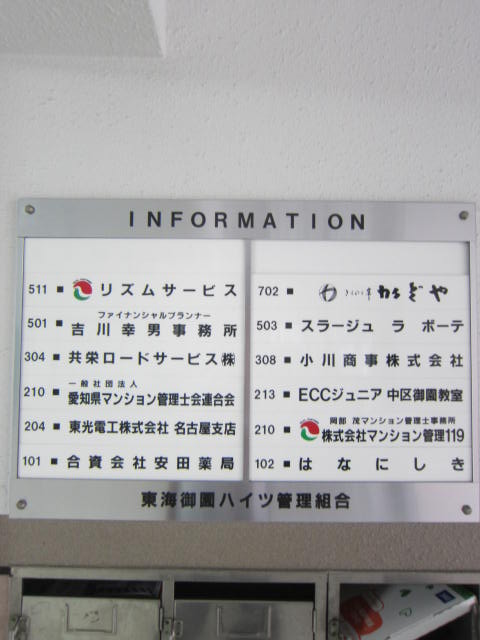 INFORMATION
511 ■ リズムサービス
501 ■ ファイナンシャルプランナー
吉川幸男事務所
304 ■ 共栄ロードサービス㈱
210 ■ 一般社団法人
愛知県マンション管理士会連合会
204 ■ 東光電工株式会社 名古屋支店
101 ■ 合資会社安田薬局
702 ■
503 ■ スラージュ ラ ボーテ
308 ■ 小川商事株式会社
213 ■ ECCジュニア 中区御園教室
210 ■ 岡部 茂マンション管理士事務所
株式会社マンション管理119
102 ■ はなにしき
東海御園ハイツ管理組合